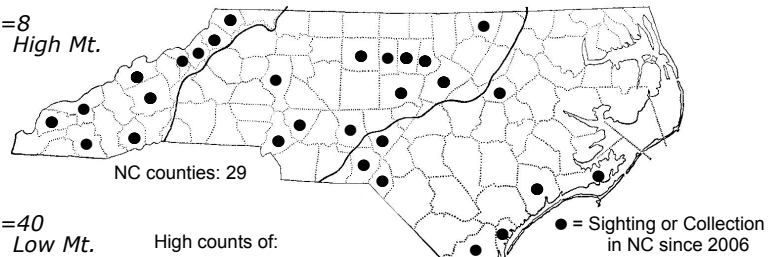 =8
High Mt.
NC counties: 29
=40
Low Mt.
High counts of:
● = Sighting or Collection
in NC since 2006